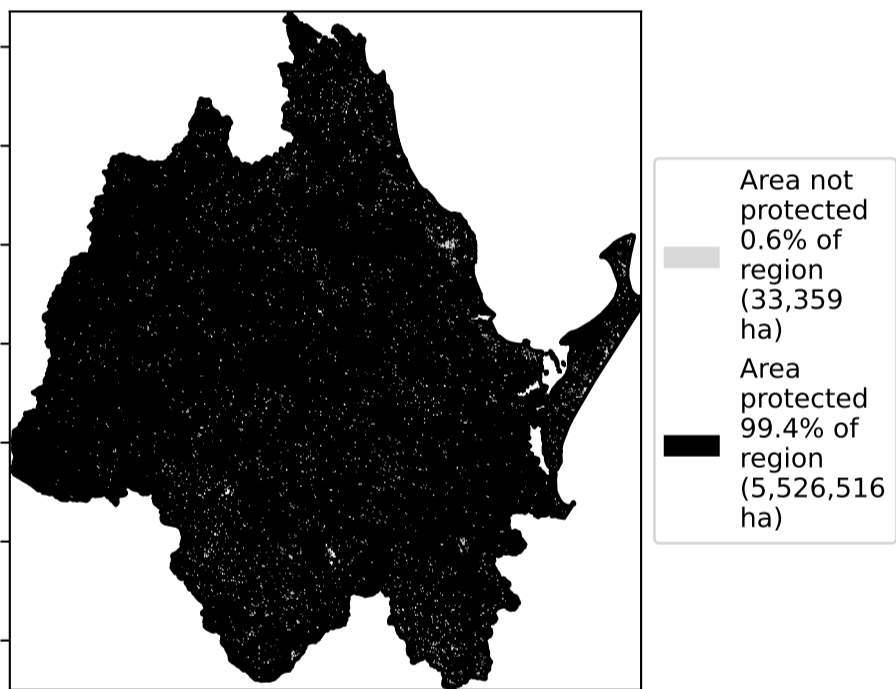 Area not
protected
0.6% of
region
(33,359
ha)
Area
protected
99.4% of
region
(5,526,516
ha)